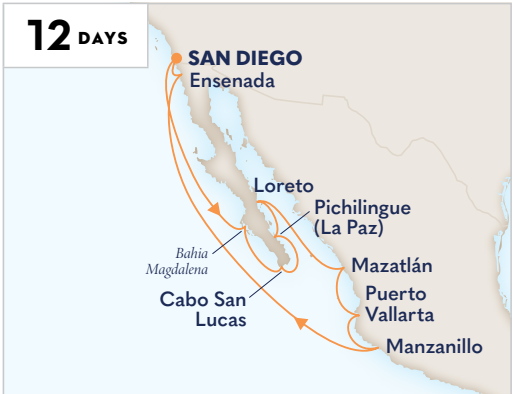 12 DAYS
SAN DIEGO
Ensenada
Loreto
Pichilingue
(La Paz)
Bahia
Magdalena
Mazatlán
Cabo San
Lucas
Puerto
Vallarta
Manzanillo